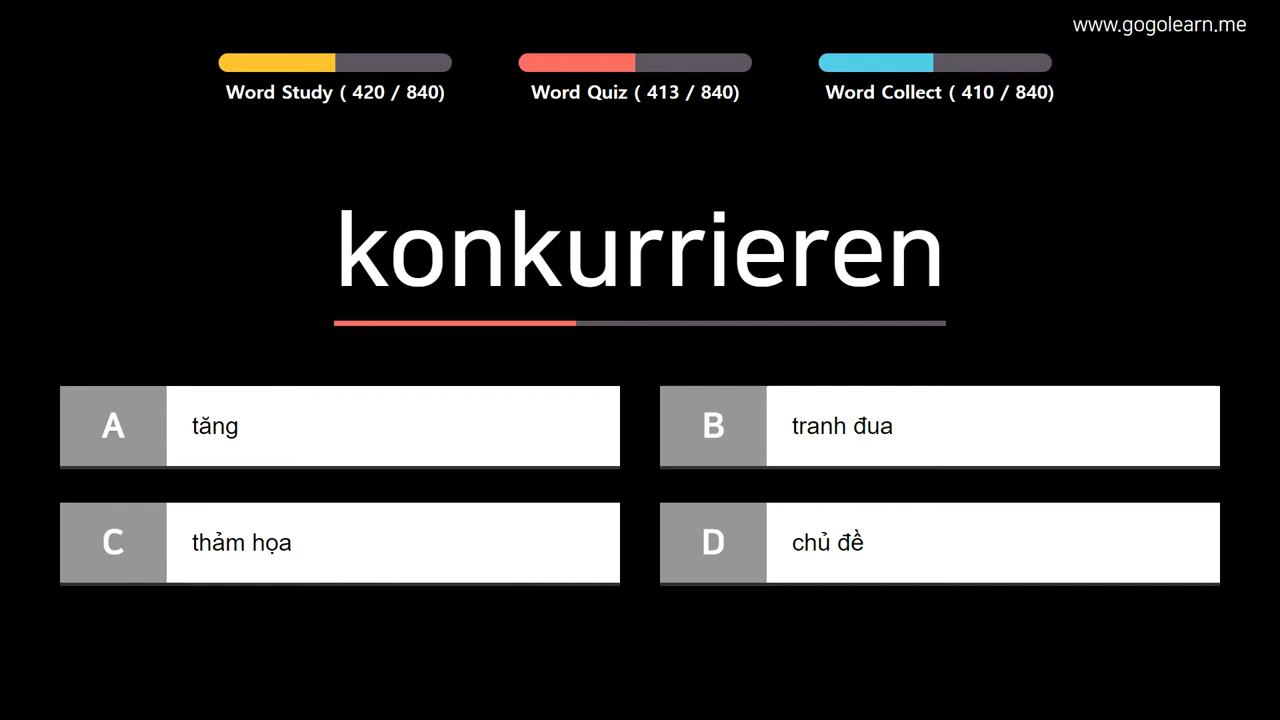 www.gogolearn.me
Word Study ( 420 / 840)
Word Quiz ( 413 / 840)
Word Collect ( 410 / 840)
konkurrieren
A tăng
B tranh đua
C thảm họa
D chủ đề